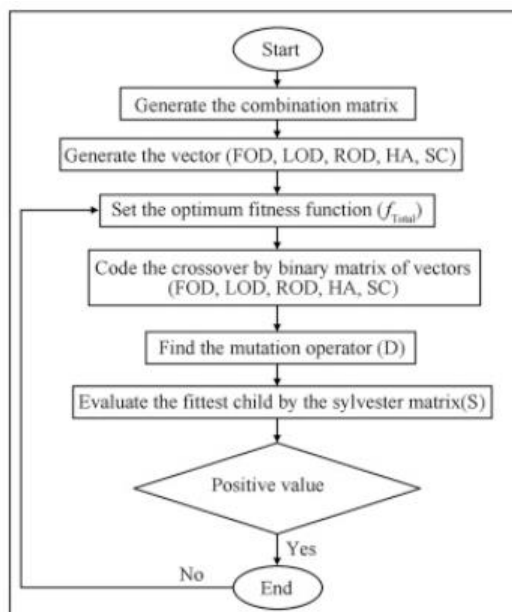 Start
Generate the combination matrix
Generate the vector (FOD, LOD, ROD, HA, SC)
Set the optimum fitness function (f_Total)
Code the crossover by binary matrix of vectors
(FOD, LOD, ROD, HA, SC)
Find the mutation operator (D)
Evaluate the fittest child by the sylvester matrix(S)
Positive value
Yes
No
End